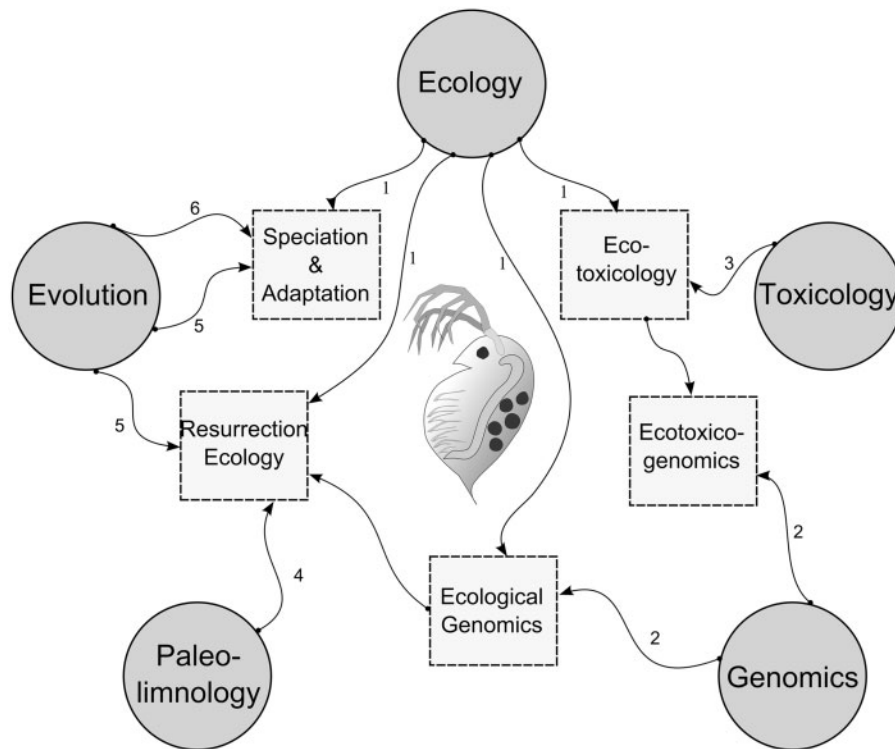 Ecology
1
1
1
1
6
Speciation
&
Adaptation
Eco-
toxicology
3
Evolution
Toxicology
5
5
Resurrection
Ecology
Ecotoxico-
genomics
4
2
Ecological
Genomics
2
Paleo-
limnology
Genomics